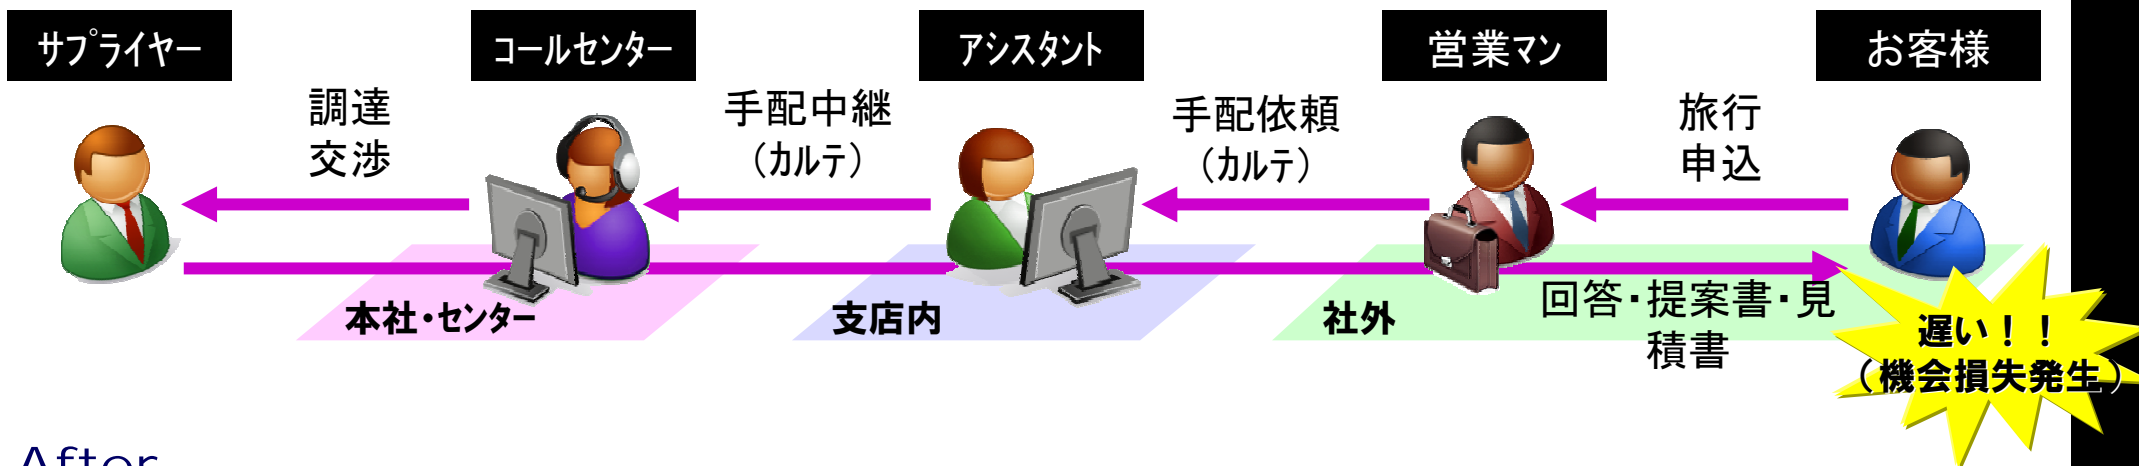 サプライヤー
コールセンター
アシスタント
営業マン
お客様
調達
交渉
手配中継
（カルテ）
手配依頼
（カルテ）
旅行
申込
本社・センター
支店内
社外
回答・提案書・見
積書
遅い！！
（機会損失発生）
After